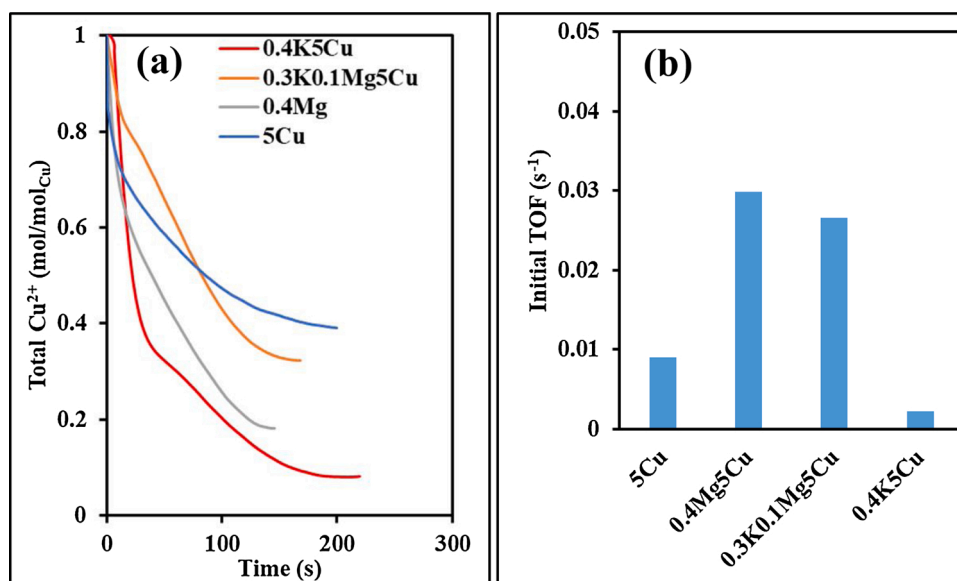 (a)
0.4K5Cu
0.3K0.1Mg5Cu
0.4Mg
5Cu
Total Cu²⁺ (mol/mol_Cu)
1
0.8
0.6
0.4
0.2
0
0 100 200 300
Time (s)
(b)
Initial TOF (s⁻¹)
0.05
0.04
0.03
0.02
0.01
0
5Cu
0.4Mg5Cu
0.3K0.1Mg5Cu
0.4K5Cu